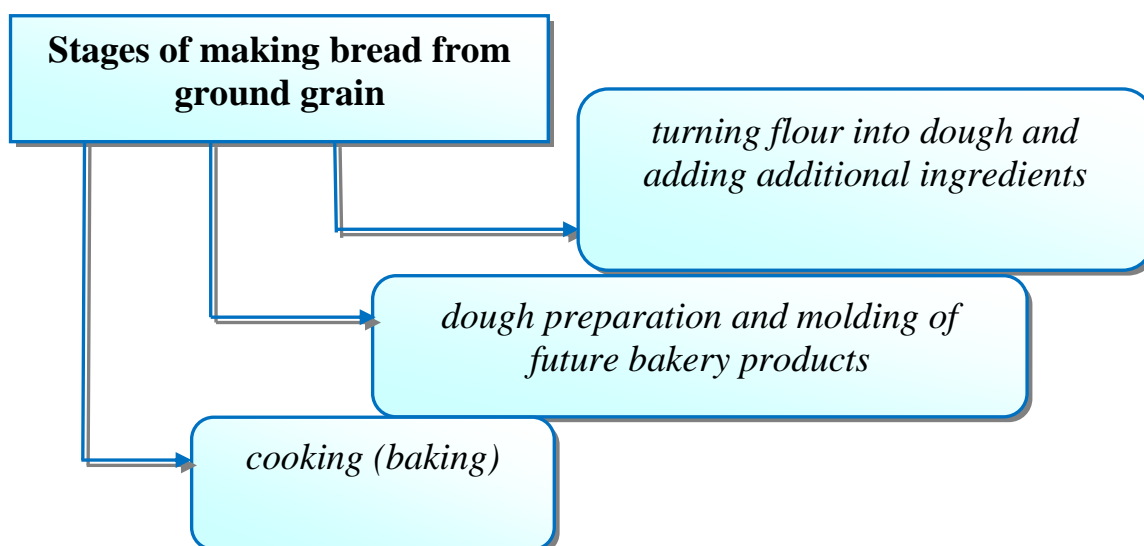 Stages of making bread from
ground grain
turning flour into dough and
adding additional ingredients
dough preparation and molding of
future bakery products
cooking (baking)